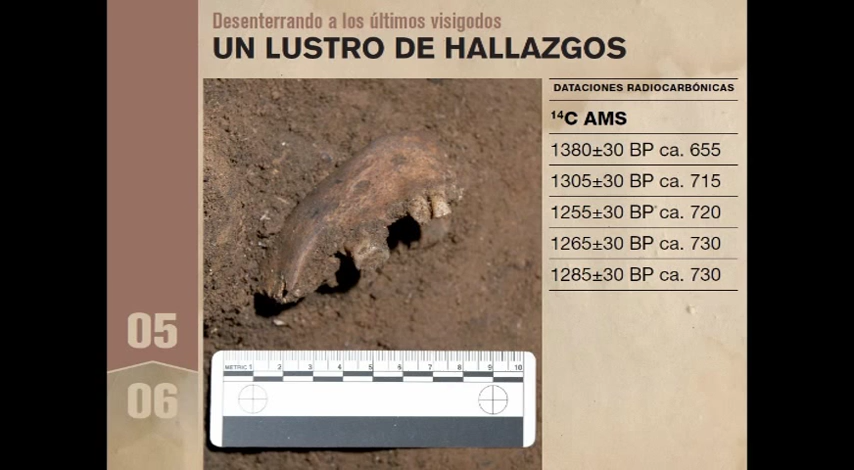 Desenterrando a los últimos visigodos
UN LUSTRO DE HALLAZGOS
DATACIONES RADIOCARBÓNICAS
¹⁴C AMS
1380±30 BP ca. 655
1305±30 BP ca. 715
1255±30 BP ca. 720
1265±30 BP ca. 730
1285±30 BP ca. 730
05
06
METRIC 1 2 3 4 5 6 7 8 9 10